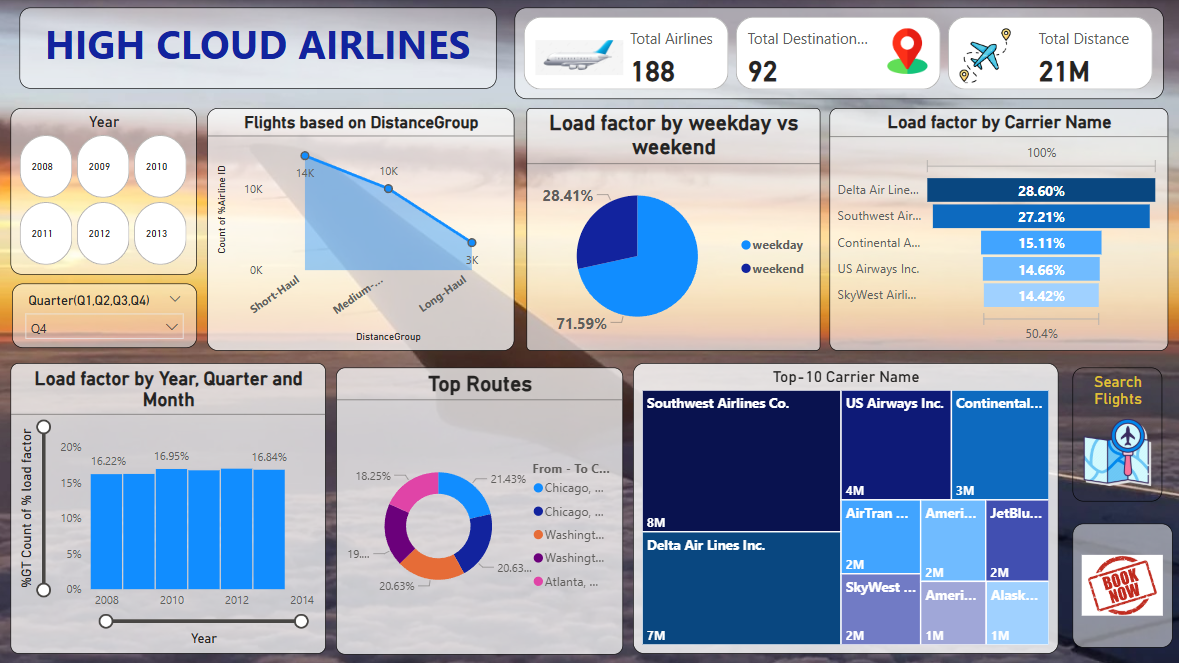 HIGH CLOUD AIRLINES
Total Airlines
188
Total Destination...
92
Total Distance
21M
Year
2008
2009
2010
2011
2012
2013
Quarter(Q1,Q2,Q3,Q4)
Q4
Flights based on DistanceGroup
Count of %Airline ID
10K
0K
14K
10K
3K
Short-Haul
Medium-...
Long-Haul
DistanceGroup
Load factor by weekday vs
weekend
28.41%
71.59%
weekday
weekend
Load factor by Carrier Name
100%
Delta Air Line...
28.60%
Southwest Air...
27.21%
Continental A...
15.11%
US Airways Inc.
14.66%
SkyWest Airli...
14.42%
50.4%
Load factor by Year, Quarter and
Month
%GT Count of % load factor
20%
15%
10%
5%
0%
16.22%
16.95%
16.84%
2008
2010
2012
2014
Year
Top Routes
18.25%
21.43%
19....
20.63...
20.63%
From - To C...
Chicago, ...
Chicago, ...
Washingt...
Washingt...
Atlanta, ...
Top-10 Carrier Name
Southwest Airlines Co.
8M
Delta Air Lines Inc.
7M
US Airways Inc.
4M
Continental...
3M
AirTran ...
2M
Ameri...
2M
JetBlu...
2M
SkyWest ...
2M
Ameri...
1M
Alask...
1M
Search
Flights
BOOK
NOW